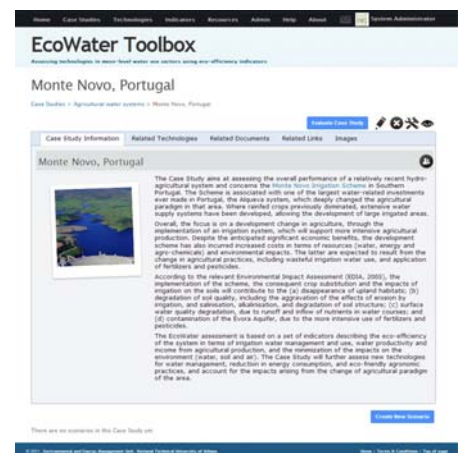 Home Case Studies Technologies Indicators Resources Admin Help About System Administrator
EcoWater Toolbox
Assessing technologies in meso-level water use sectors using eco-efficiency indicators
Monte Novo, Portugal
Case Studies > Agricultural water systems > Monte Novo, Portugal
Evaluate Case Study
Case Study Information Related Technologies Related Documents Related Links Images
Monte Novo, Portugal
The Case Study aims at assessing the overall performance of a relatively recent hydro-
agricultural system and concerns the Monte Novo Irrigation Scheme in Southern
Portugal. The Scheme is associated with one of the largest water-related investments
ever made in Portugal, the Alqueva system, which deeply changed the agricultural
paradigm in that area. Where rainfed crops previously dominated, extensive water
supply systems have been developed, allowing the development of large irrigated areas.
Overall, the focus is on a development change in agriculture, through the
implementation of an irrigation system, which will support more intensive agricultural
production. Despite the anticipated significant economic benefits, the development
scheme has also incurred increased costs in terms of resources (water, energy and
agro-chemicals) and environmental impacts. The latter are expected to result from the
change in agricultural practices, including wasteful irrigation water use, and application
of fertilizers and pesticides.
According to the relevant Environmental Impact Assessment (EDIA, 2005), the
implementation of the scheme, the consequent crop substitution and the impacts of
irrigation on the soils will contribute to the (a) disappearance of upland habitats; (b)
degradation of soil quality, including the aggravation of the effects of erosion by
irrigation, and salinisation, alkalinisation, and degradation of soil structure; (c) surface
water quality degradation, due to runoff and inflow of nutrients in water courses; and
(d) contamination of the Evora Aquifer, due to the more intensive use of fertilizers and
pesticides.
The EcoWater assessment is based on a set of indicators describing the eco-efficiency
of the system in terms of irrigation water management and use, water productivity and
income from agricultural production, and the minimization of the impacts on the
environment (water, soil and air). The Case Study will further assess new technologies
for water management, reduction in energy consumption, and eco-friendly agronomic
practices, and account for the impacts arising from the change of agricultural paradigm
of the area.
Create New Scenario
There are no scenarios in this Case Study yet
© 2011 Environmental and Energy Management Unit, National Technical University of Athens Home | Terms & Conditions | Top of page